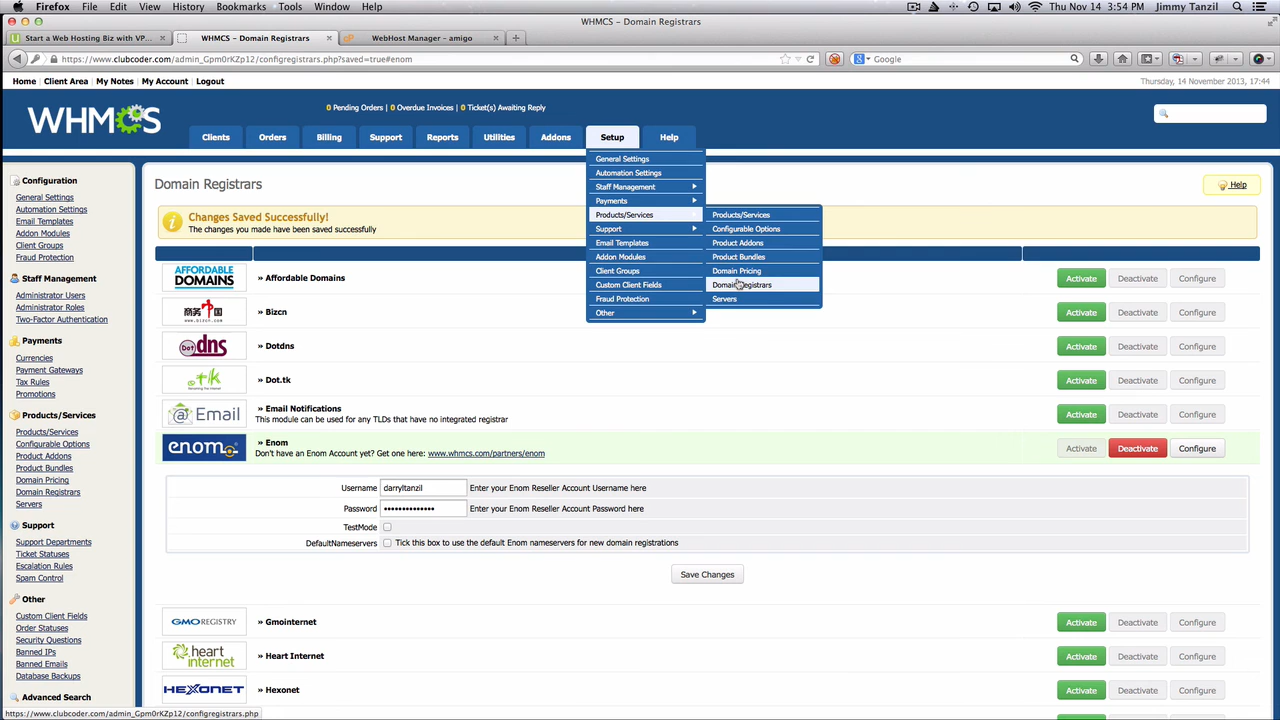 Firefox File Edit View History Bookmarks Tools Window Help Thu Nov 14 3:54 PM Jimmy Tanzil
WHMCS – Domain Registrars
Start a Web Hosting Biz with VP... WHMCS – Domain Registrars WebHost Manager – amigo
https://www.clubcoder.com/admin_Gpm0rKZp12/configregistrars.php?saved=true#enom Google
Home Client Area My Notes My Account Logout Thursday, 14 November 2013, 17:44
0 Pending Orders | 0 Overdue Invoices | 0 Ticket(s) Awaiting Reply
WHMCS
Clients Orders Billing Support Reports Utilities Addons Setup Help
General Settings
Automation Settings
Staff Management
Payments
Products/Services
Support
Email Templates
Addon Modules
Client Groups
Custom Client Fields
Fraud Protection
Other
Products/Services
Configurable Options
Product Addons
Product Bundles
Domain Pricing
Domain Registrars
Servers
Configuration
General Settings
Automation Settings
Email Templates
Addon Modules
Client Groups
Fraud Protection
Staff Management
Administrator Users
Administrator Roles
Two-Factor Authentication
Payments
Currencies
Payment Gateways
Tax Rules
Promotions
Products/Services
Products/Services
Configurable Options
Product Addons
Product Bundles
Domain Pricing
Domain Registrars
Servers
Support
Support Departments
Ticket Statuses
Escalation Rules
Spam Control
Other
Custom Client Fields
Order Statuses
Security Questions
Banned IPs
Banned Emails
Database Backups
Advanced Search
Domain Registrars
Help
Changes Saved Successfully!
The changes you made have been saved successfully
AFFORDABLE DOMAINS » Affordable Domains Activate Deactivate Configure
商务中国 www.bizcn.com » Bizcn Activate Deactivate Configure
Dot dns » Dotdns Activate Deactivate Configure
.tk » Dot.tk Activate Deactivate Configure
@ Email » Email Notifications Activate Deactivate Configure
This module can be used for any TLDs that have no integrated registrar
enom » Enom Activate Deactivate Configure
Don't have an Enom Account yet? Get one here: www.whmcs.com/partners/enom
Username darryltanzil Enter your Enom Reseller Account Username here
Password •••••••••••••• Enter your Enom Reseller Account Password here
TestMode
DefaultNameservers Tick this box to use the default Enom nameservers for new domain registrations
Save Changes
GMO REGISTRY » Gmointernet Activate Deactivate Configure
heart internet » Heart Internet Activate Deactivate Configure
HEXONET » Hexonet Activate Deactivate Configure
https://www.clubcoder.com/admin_Gpm0rKZp12/configregistrars.php